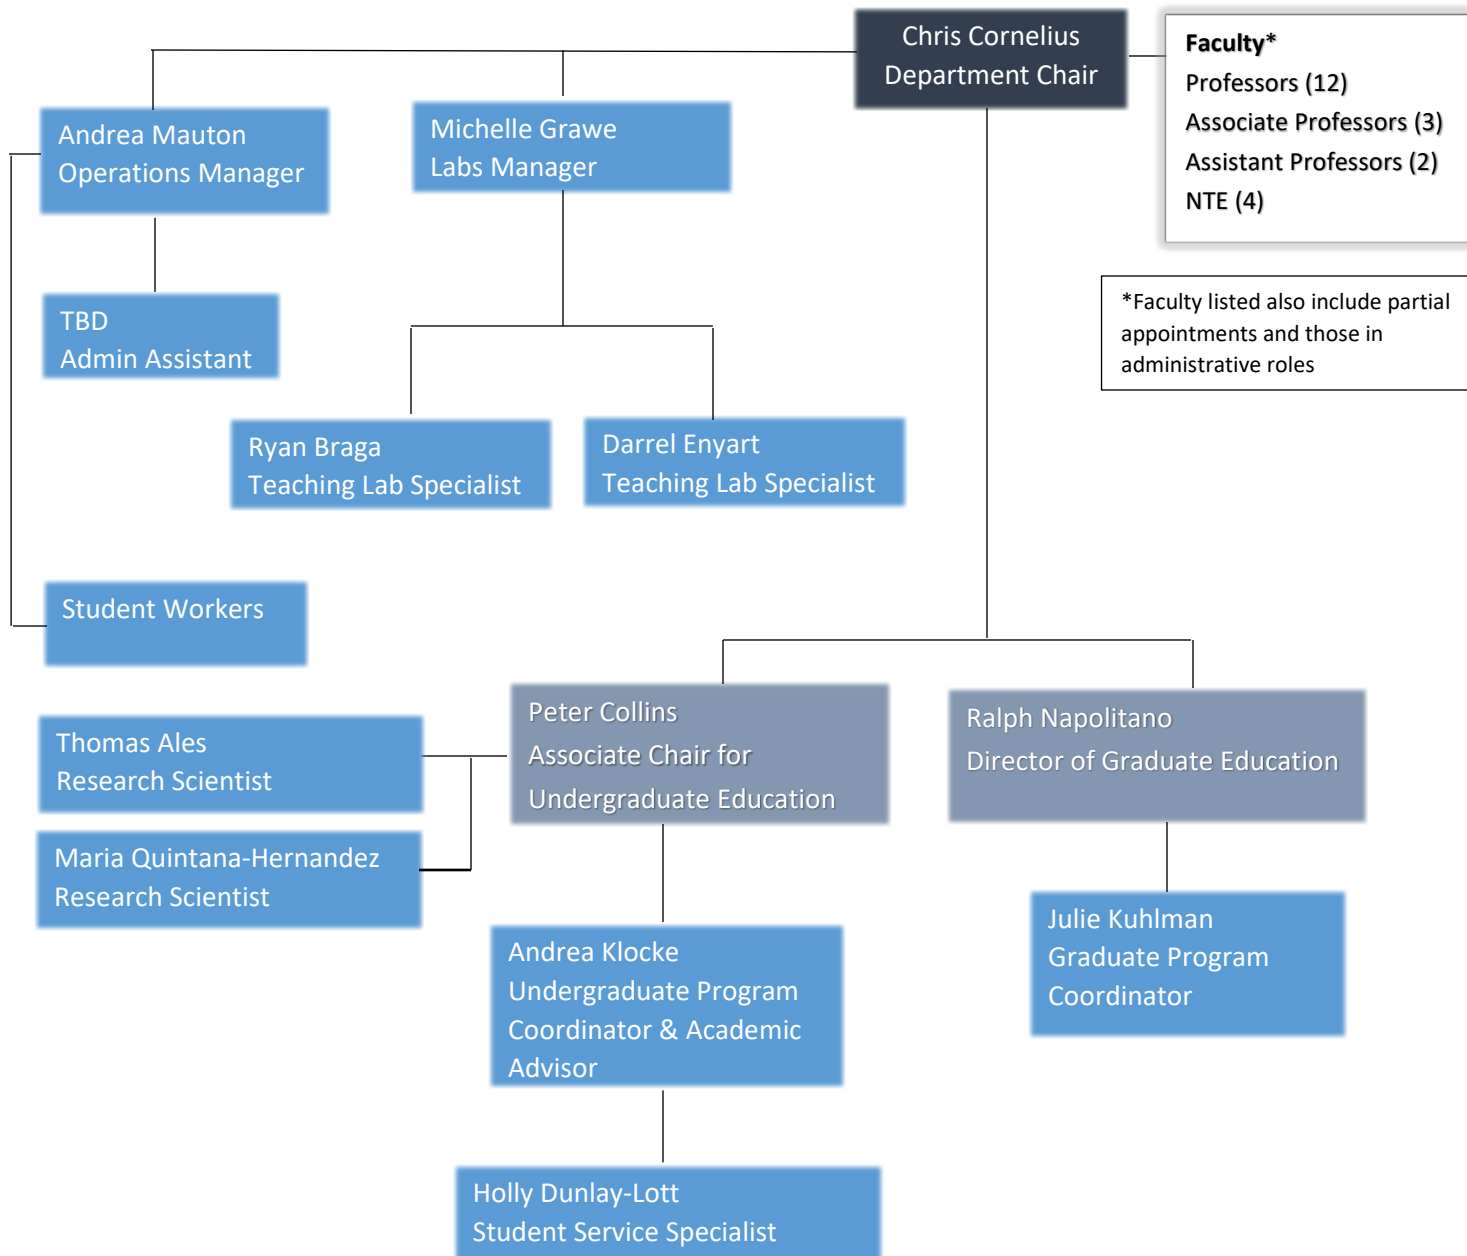 Chris Cornelius
Department Chair
Faculty*
Professors (12)
Associate Professors (3)
Assistant Professors (2)
NTE (4)
Andrea Mauton
Operations Manager
Michelle Grawe
Labs Manager
*Faculty listed also include partial
appointments and those in
administrative roles
TBD
Admin Assistant
Ryan Braga
Teaching Lab Specialist
Darrel Enyart
Teaching Lab Specialist
Student Workers
Peter Collins
Associate Chair for
Undergraduate Education
Ralph Napolitano
Director of Graduate Education
Thomas Ales
Research Scientist
Maria Quintana-Hernandez
Research Scientist
Andrea Klocke
Undergraduate Program
Coordinator & Academic
Advisor
Julie Kuhlman
Graduate Program
Coordinator
Holly Dunlay-Lott
Student Service Specialist